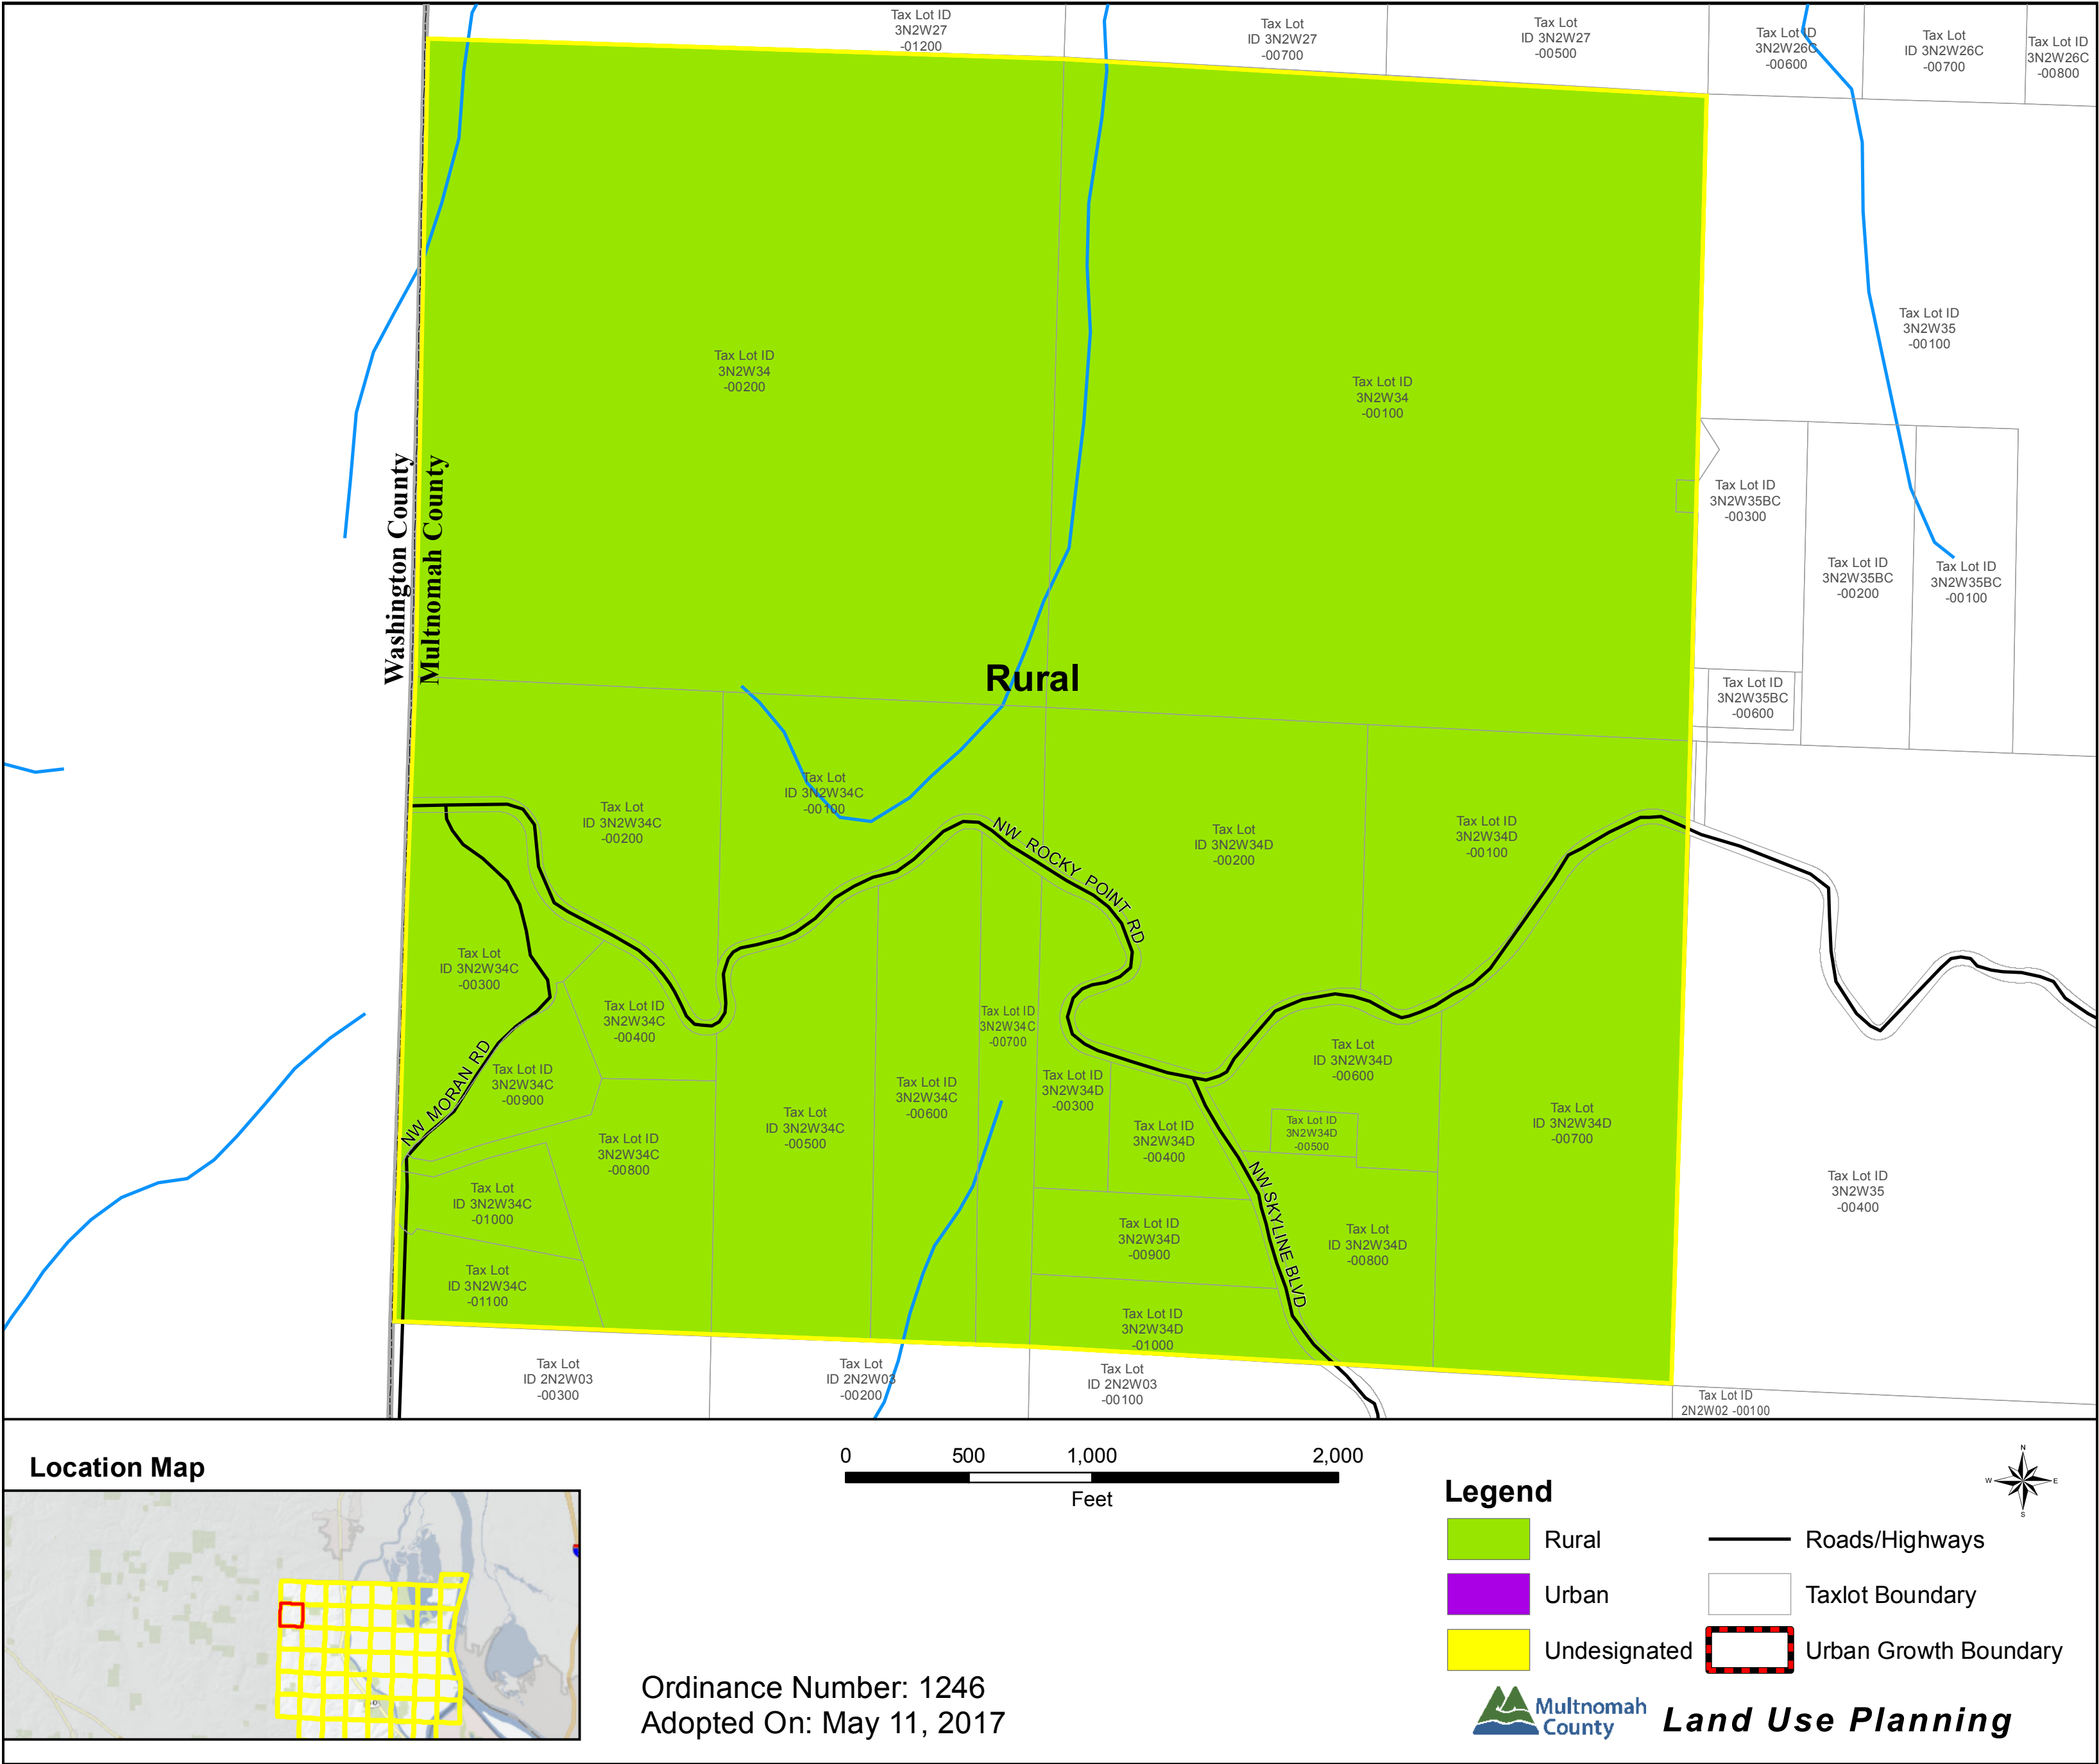 Tax Lot ID
3N2W27
-01200
Tax Lot
ID 3N2W27
-00700
Tax Lot
ID 3N2W27
-00500
Tax Lot ID
3N2W26C
-00600
Tax Lot
ID 3N2W26C
-00700
Tax Lot ID
3N2W26C
-00800
Tax Lot ID
3N2W34
-00200
Tax Lot ID
3N2W34
-00100
Tax Lot ID
3N2W35
-00100
Washington County
Multnomah County
Tax Lot ID
3N2W35BC
-00300
Tax Lot ID
3N2W35BC
-00200
Tax Lot ID
3N2W35BC
-00100
Rural
Tax Lot ID
3N2W35BC
-00600
Tax Lot
ID 3N2W34C
-00200
Tax Lot
ID 3N2W34C
-00100
NW ROCKY POINT RD
Tax Lot
ID 3N2W34D
-00200
Tax Lot ID
3N2W34D
-00100
Tax Lot
ID 3N2W34C
-00300
Tax Lot ID
3N2W34C
-00400
Tax Lot ID
3N2W34C
-00700
NW MORAN RD
Tax Lot ID
3N2W34C
-00900
Tax Lot ID
3N2W34C
-00600
Tax Lot ID
3N2W34D
-00300
Tax Lot
ID 3N2W34D
-00600
Tax Lot ID
3N2W34C
-00800
Tax Lot
ID 3N2W34C
-00500
Tax Lot ID
3N2W34D
-00400
Tax Lot ID
3N2W34D
-00500
Tax Lot
ID 3N2W34D
-00700
NW SKYLINE BLVD
Tax Lot
ID 3N2W34C
-01000
Tax Lot ID
3N2W34D
-00900
Tax Lot
ID 3N2W34D
-00800
Tax Lot ID
3N2W35
-00400
Tax Lot
ID 3N2W34C
-01100
Tax Lot ID
3N2W34D
-01000
Tax Lot
ID 2N2W03
-00300
Tax Lot
ID 2N2W03
-00200
Tax Lot
ID 2N2W03
-00100
Tax Lot ID
2N2W02 -00100
Location Map
0 500 1,000 2,000
Feet
Legend
Rural
Urban
Undesignated
Roads/Highways
Taxlot Boundary
Urban Growth Boundary
N
W E
S
Ordinance Number: 1246
Adopted On: May 11, 2017
Multnomah
County
Land Use Planning